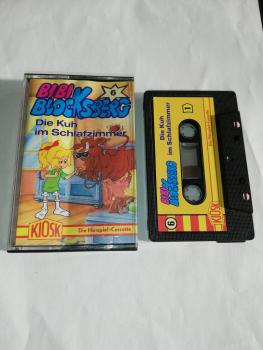 BIBI
BLOCKSBERG
6
Die Kuh
im Schlafzimmer
KIOSK
Die Hörspiel-Cassette
6
BIBI
BLOCKSBERG
Die Kuh
im Schlafzimmer
1
KIOSK